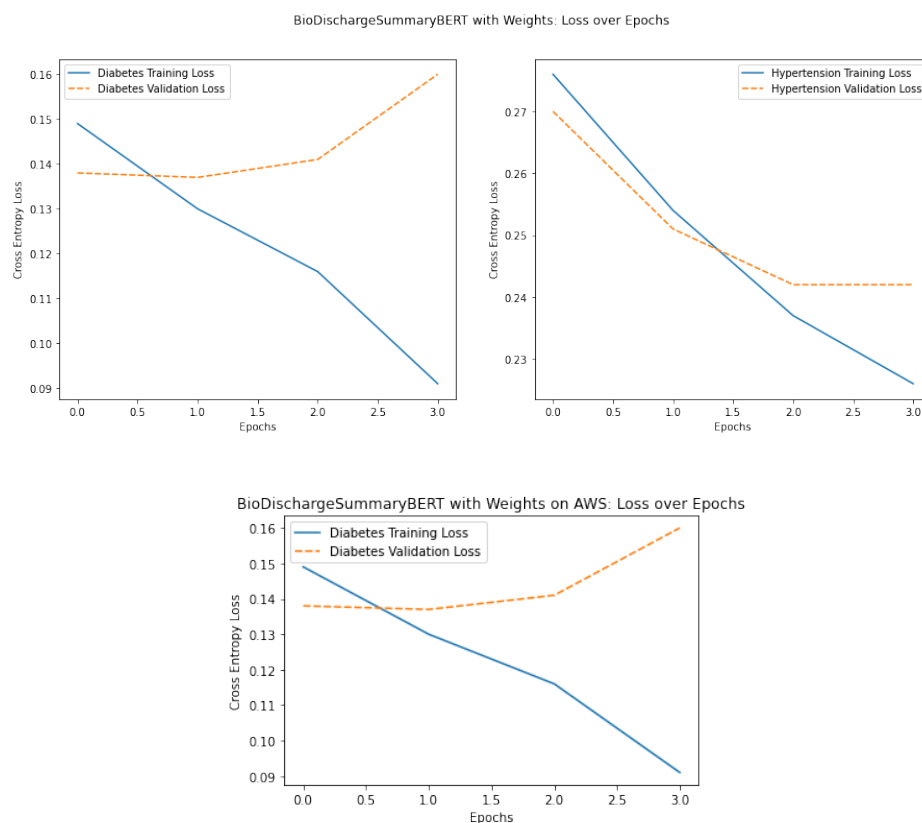 BioDischargeSummaryBERT with Weights: Loss over Epochs
Diabetes Training Loss
Diabetes Validation Loss
0.16
0.15
0.14
0.13
0.12
0.11
0.10
0.09
Cross Entropy Loss
0.0 0.5 1.0 1.5 2.0 2.5 3.0
Epochs
Hypertension Training Loss
Hypertension Validation Loss
0.27
0.26
0.25
0.24
0.23
Cross Entropy Loss
0.0 0.5 1.0 1.5 2.0 2.5 3.0
Epochs
BioDischargeSummaryBERT with Weights on AWS: Loss over Epochs
Diabetes Training Loss
Diabetes Validation Loss
0.16
0.15
0.14
0.13
0.12
0.11
0.10
0.09
Cross Entropy Loss
0.0 0.5 1.0 1.5 2.0 2.5 3.0
Epochs